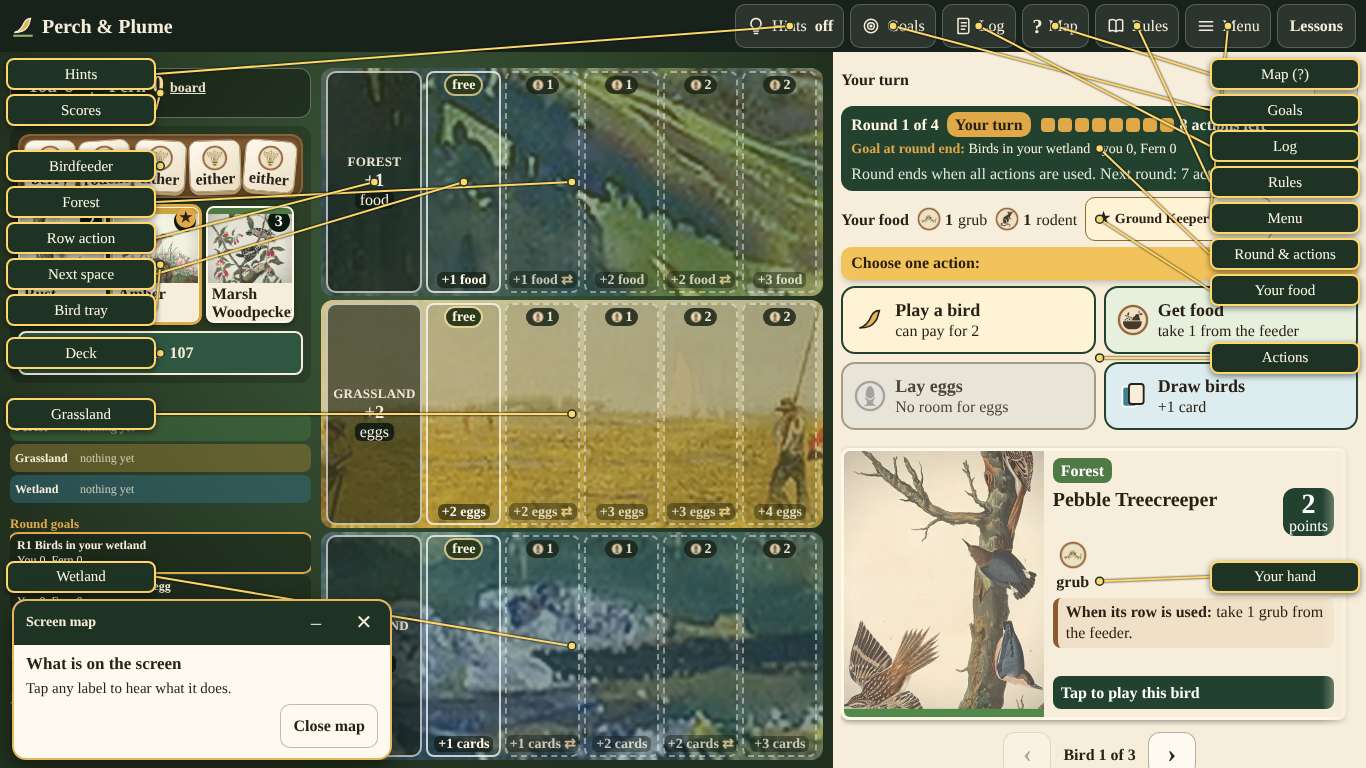 Perch & Plume
Hints off
Goals
Log
? Map
Rules
Menu
Lessons
Hints
Scores
board
Birdfeeder
either
either
Forest
Row action
Next space
Bird tray
3
Marsh
Woodpecke
Deck
107
Grassland
nothing yet
Grassland nothing yet
Wetland nothing yet
Round goals
R1 Birds in your wetland
You 0, Fern 0
Wetland
egg
Screen map
What is on the screen
Tap any label to hear what it does.
Close map
FOREST
+1
food
free
1
1
2
2
+1 food
+1 food
+2 food
+2 food
+3 food
GRASSLAND
+2
eggs
free
1
1
2
2
+2 eggs
+2 eggs
+3 eggs
+3 eggs
+4 eggs
free
1
1
2
2
+1 cards
+1 cards
+2 cards
+2 cards
+3 cards
Your turn
Round 1 of 4 Your turn
Goal at round end: Birds in your wetland you 0, Fern 0
Round ends when all actions are used. Next round: 7
Your food 1 grub 1 rodent
Ground Keeper
Choose one action:
Play a bird
can pay for 2
Get food
take 1 from the feeder
Lay eggs
No room for eggs
Draw birds
+1 card
Map (?)
Goals
Log
Rules
Menu
Round & actions
Your food
Actions
Your hand
Forest
Pebble Treecreeper
2
points
grub
When its row is used: take 1 grub from
the feeder.
Tap to play this bird
‹ Bird 1 of 3 ›